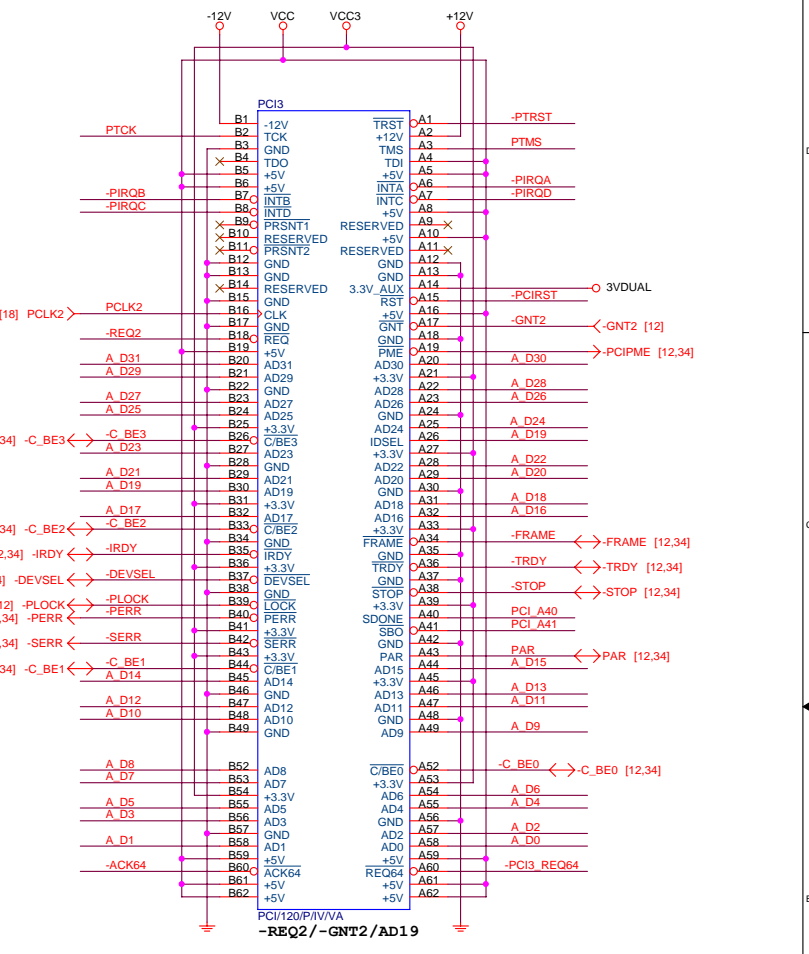 -12V VCC VCC3 +12V
PCI3
B1 -12V TRST A1 -PTRST
PTCK B2 TCK +12V A2
B3 GND TMS A3 PTMS
B4 TDO TDI A4
B5 +5V +5V A5
B6 +5V INTA A6 -PIRQA
-PIRQB B7 INTB INTC A7 -PIRQD
-PIRQC B8 INTD +5V A8
B9 PRSNT1 RESERVED A9
B10 RESERVED +5V A10
B11 PRSNT2 RESERVED A11
B12 GND GND A12
B13 GND GND A13
B14 RESERVED 3.3V_AUX A14 3VDUAL
B15 GND RST A15 -PCIRST
[18] PCLK2 PCLK2 B16 CLK +5V A16
B17 GND GNT A17 -GNT2 -GNT2 [12]
-REQ2 B18 REQ GND A18
B19 +5V PME A19 -PCIPME [12,34]
A_D31 B20 AD31 AD30 A20 A_D30
A_D29 B21 AD29 +3.3V A21
B22 GND AD28 A22 A_D28
A_D27 B23 AD27 AD26 A23 A_D26
A_D25 B24 AD25 GND A24
B25 +3.3V AD24 A25 A_D24
34] -C_BE3 -C_BE3 B26 C/BE3 IDSEL A26 A_D19
A_D23 B27 AD23 +3.3V A27
B28 GND AD22 A28 A_D22
A_D21 B29 AD21 AD20 A29 A_D20
A_D19 B30 AD19 GND A30
B31 +3.3V AD18 A31 A_D18
A_D17 B32 AD17 AD16 A32 A_D16
34] -C_BE2 -C_BE2 B33 C/BE2 +3.3V A33
B34 GND FRAME A34 -FRAME -FRAME [12,34]
2,34] -IRDY -IRDY B35 IRDY GND A35
B36 +3.3V TRDY A36 -TRDY -TRDY [12,34]
] -DEVSEL -DEVSEL B37 DEVSEL GND A37
B38 GND STOP A38 -STOP -STOP [12,34]
12] -PLOCK -PLOCK B39 LOCK +3.3V A39
,34] -PERR -PERR B40 PERR SDONE A40 PCI_A40
B41 +3.3V SBO A41 PCI_A41
,34] -SERR -SERR B42 SERR GND A42
B43 +3.3V PAR A43 PAR PAR [12,34]
34] -C_BE1 -C_BE1 B44 C/BE1 AD15 A44 A_D15
A_D14 B45 AD14 +3.3V A45
B46 GND AD13 A46 A_D13
A_D12 B47 AD12 AD11 A47 A_D11
A_D10 B48 AD10 GND A48
B49 GND AD9 A49 A_D9
A_D8 B52 AD8 C/BE0 A52 -C_BE0 -C_BE0 [12,34]
A_D7 B53 AD7 +3.3V A53
B54 +3.3V AD6 A54 A_D6
A_D5 B55 AD5 AD4 A55 A_D4
A_D3 B56 AD3 GND A56
B57 GND AD2 A57 A_D2
A_D1 B58 AD1 AD0 A58 A_D0
B59 +5V +5V A59
-ACK64 B60 ACK64 REQ64 A60 -PCI3_REQ64
B61 +5V +5V A61
B62 +5V +5V A62
PCI/120/P/IV/VA
-REQ2/-GNT2/AD19